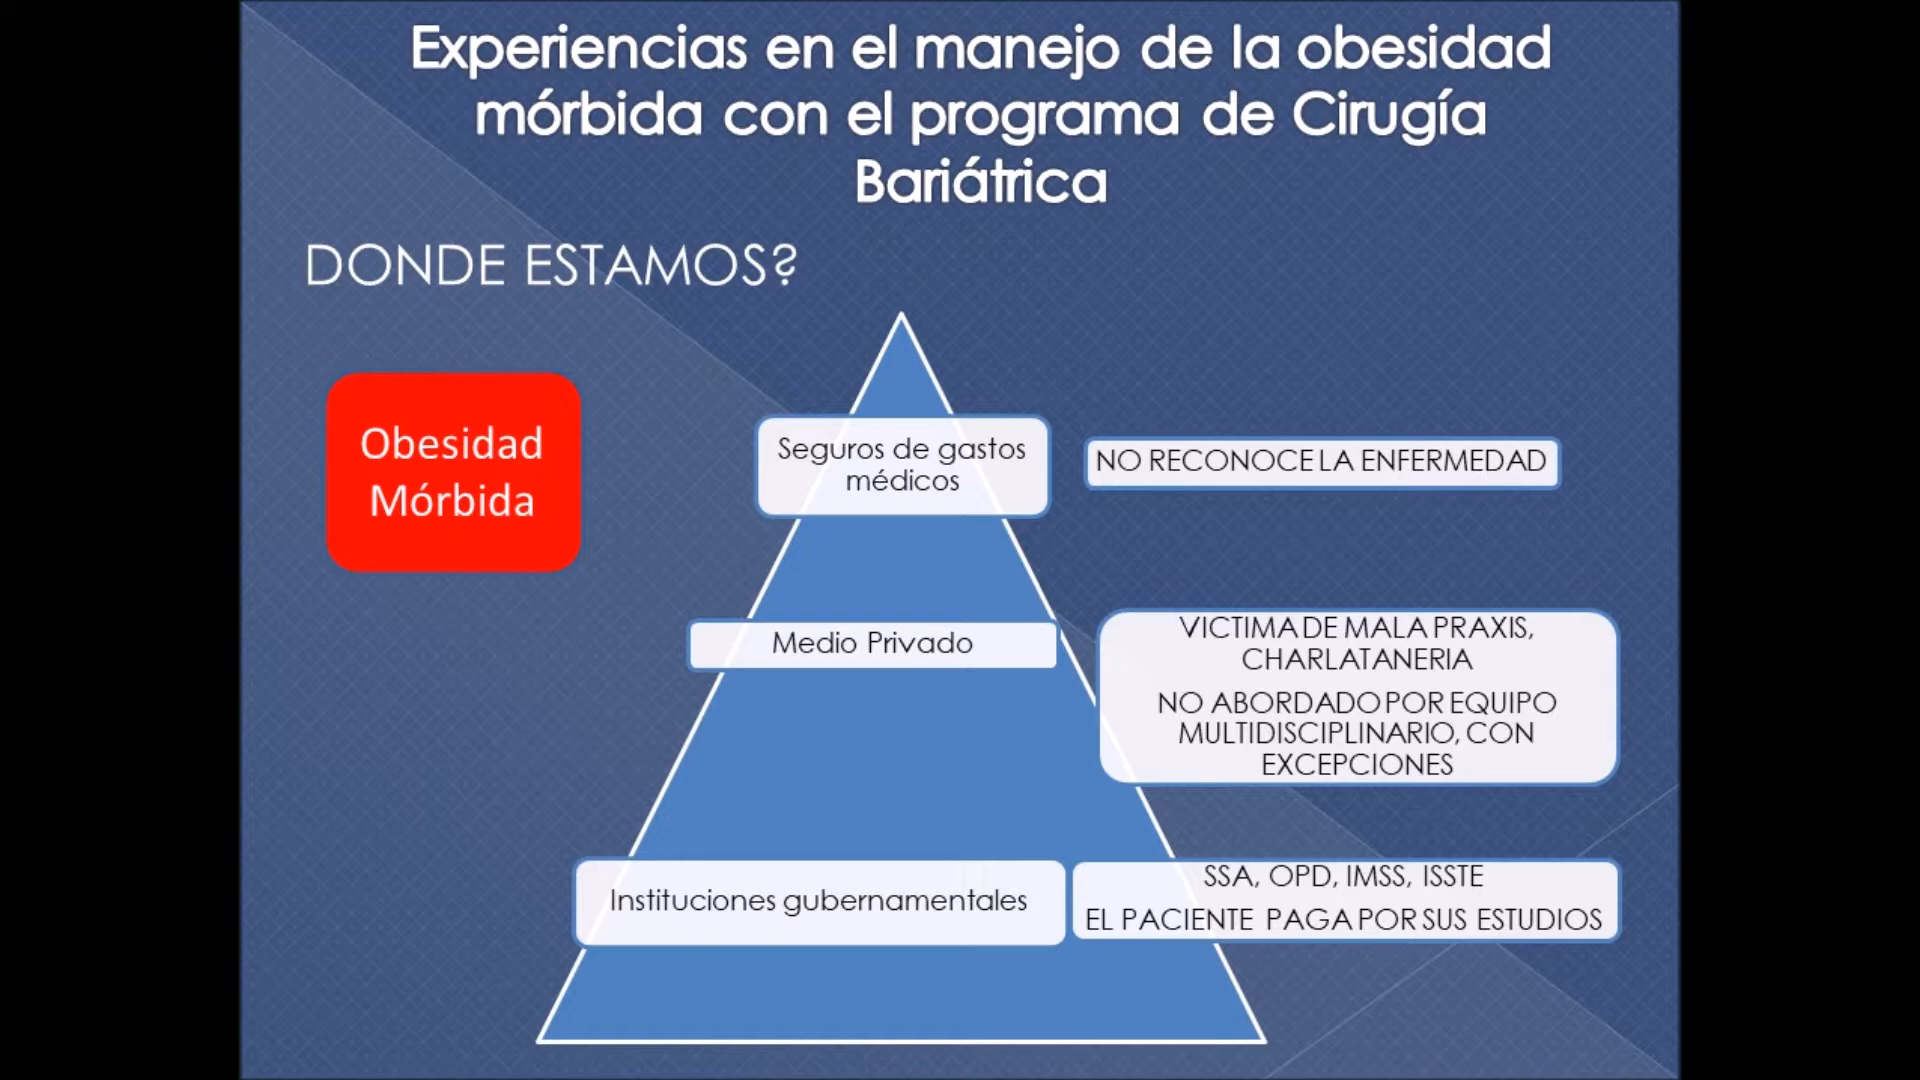 Experiencias en el manejo de la obesidad
mórbida con el programa de Cirugía
Bariátrica
DONDE ESTAMOS?
Obesidad
Mórbida
Seguros de gastos
médicos
NO RECONOCE LA ENFERMEDAD
Medio Privado
VICTIMA DE MALA PRAXIS,
CHARLATANERIA
NO ABORDADO POR EQUIPO
MULTIDISCIPLINARIO, CON
EXCEPCIONES
Instituciones gubernamentales
SSA, OPD, IMSS, ISSTE
EL PACIENTE PAGA POR SUS ESTUDIOS